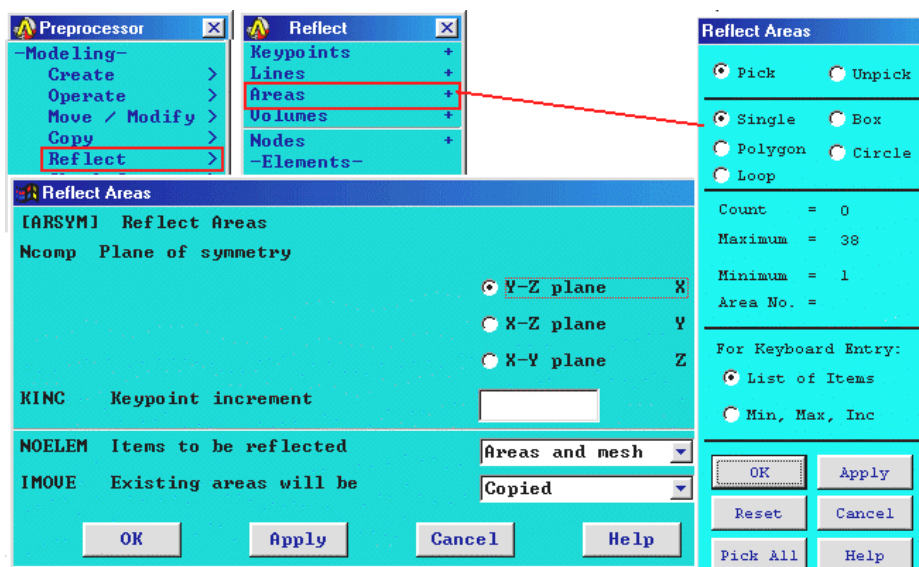 Preprocessor
-Modeling-
Create >
Operate >
Move / Modify >
Copy >
Reflect >
Reflect
Keypoints +
Lines +
Areas +
Volumes +
Nodes +
-Elements-
Reflect Areas
Pick Unpick
Single Box
Polygon Circle
Loop
Count = 0
Maximum = 38
Minimum = 1
Area No. =
For Keyboard Entry:
List of Items
Min, Max, Inc
OK Apply
Reset Cancel
Pick All Help
Reflect Areas
[ARSYM] Reflect Areas
Ncomp Plane of symmetry
Y-Z plane X
X-Z plane Y
X-Y plane Z
KINC Keypoint increment
NOELEM Items to be reflected Areas and mesh
IMOVE Existing areas will be Copied
OK Apply Cancel Help